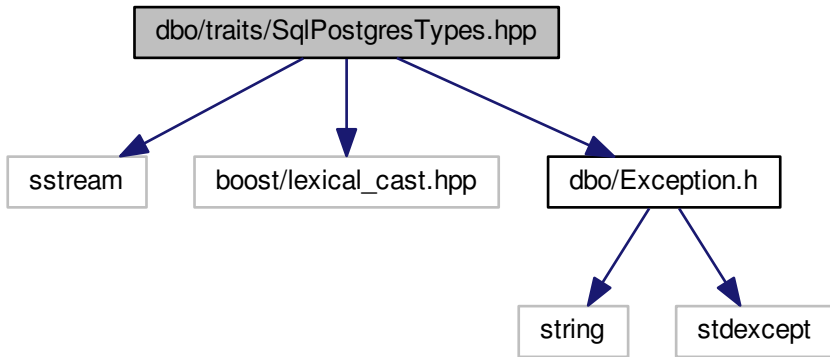 dbo/traits/SqlPostgresTypes.hpp
sstream
boost/lexical_cast.hpp
dbo/Exception.h
string
stdexcept